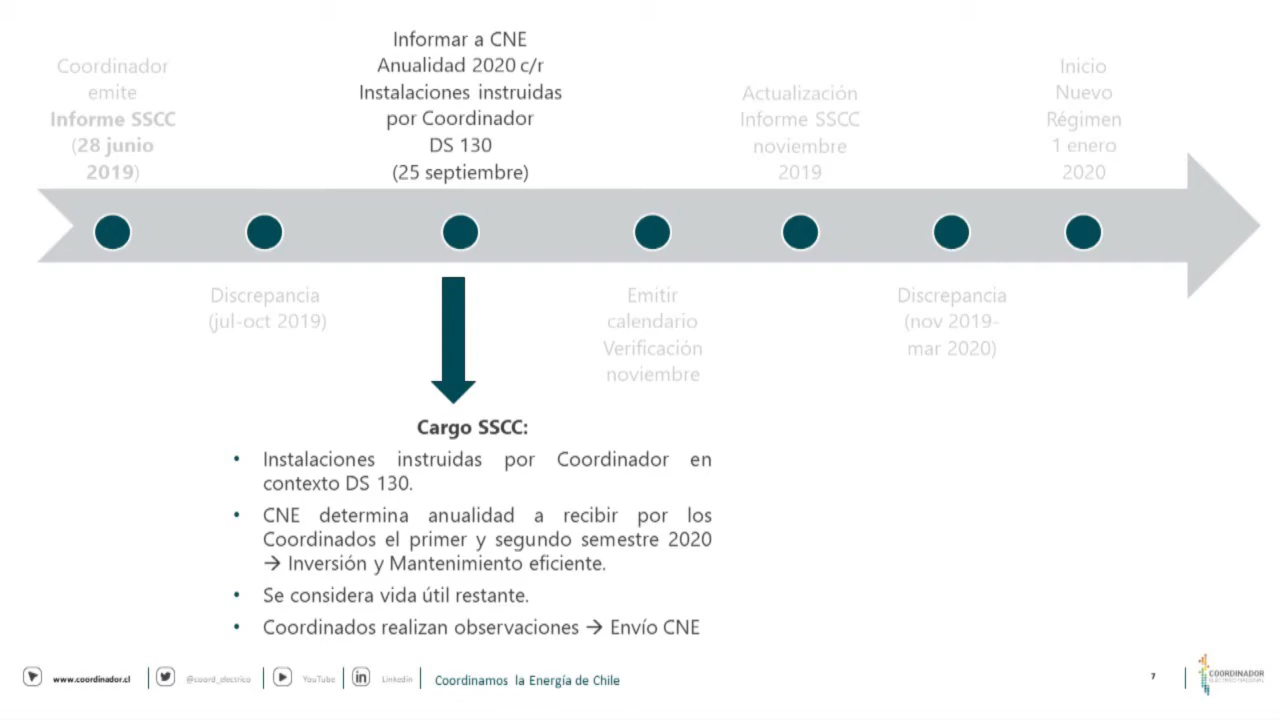 Coordinador
emite
Informe SSCC
(28 junio
2019)
Informar a CNE
Anualidad 2020 c/r
Instalaciones instruidas
por Coordinador
DS 130
(25 septiembre)
Actualización
Informe SSCC
noviembre
2019
Inicio
Nuevo
Régimen
1 enero
2020
Discrepancia
(jul-oct 2019)
Emitir
calendario
Verificación
noviembre
Discrepancia
(nov 2019-
mar 2020)
Cargo SSCC:
• Instalaciones instruidas por Coordinador en
contexto DS 130.
• CNE determina anualidad a recibir por los
Coordinados el primer y segundo semestre 2020
→ Inversión y Mantenimiento eficiente.
• Se considera vida útil restante.
• Coordinados realizan observaciones → Envío CNE
www.coordinador.cl
@coord_electrico
YouTube
in
Linkedin
Coordinamos la Energía de Chile
7
COORDINADOR
ELÉCTRICO NACIONAL